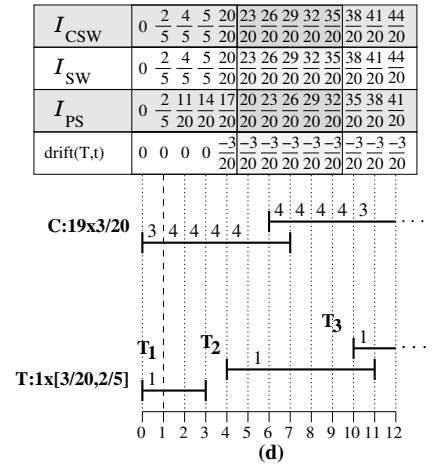 I_CSW 0 2/5 4/5 5/5 20/20 23/20 26/20 29/20 32/20 35/20 38/20 41/20 44/20
I_SW 0 2/5 4/5 5/5 20/20 23/20 26/20 29/20 32/20 35/20 38/20 41/20 44/20
I_PS 0 2/5 11/20 14/20 17/20 20/20 23/20 26/20 29/20 32/20 35/20 38/20 41/20
drift(T,t) 0 0 0 0 -3/20 -3/20 -3/20 -3/20 -3/20 -3/20 -3/20 -3/20 -3/20
4 4 4 4 3 ...
C:19x3/20 3 4 4 4 4
T3 1 ...
T1 T2 1
T:1x[3/20,2/5] 1
0 1 2 3 4 5 6 7 8 9 10 11 12
(d)